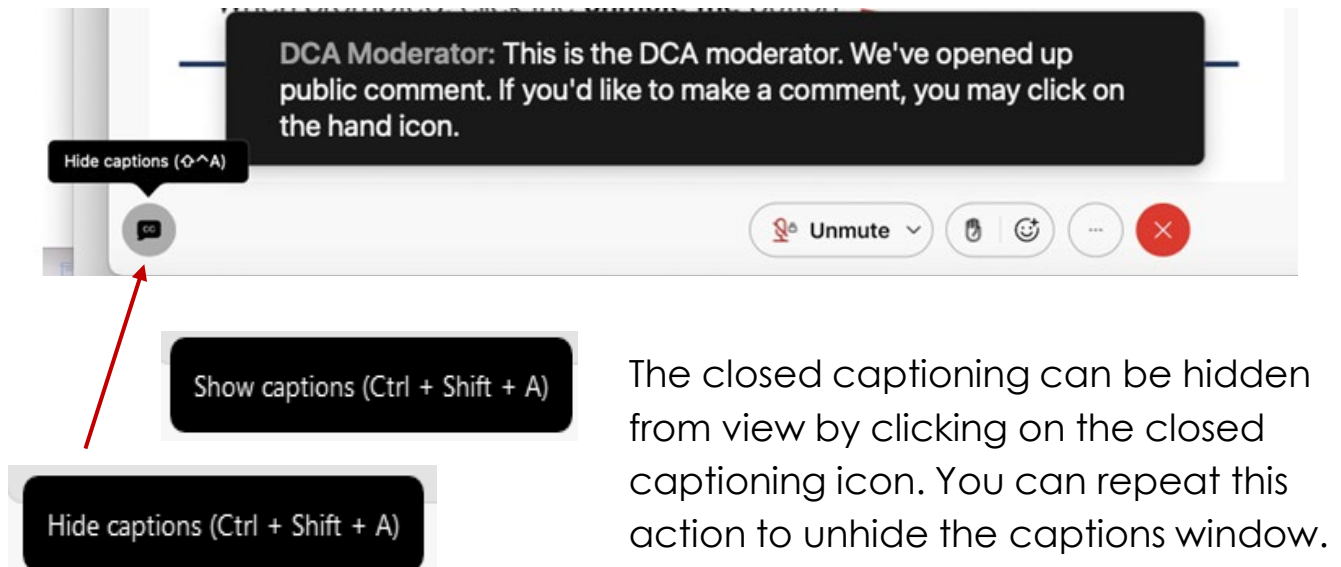 DCA Moderator: This is the DCA moderator. We've opened up
public comment. If you'd like to make a comment, you may click on
the hand icon.
Hide captions (⇧^A)
CC
Unmute
Show captions (Ctrl + Shift + A)
Hide captions (Ctrl + Shift + A)
The closed captioning can be hidden
from view by clicking on the closed
captioning icon. You can repeat this
action to unhide the captions window.